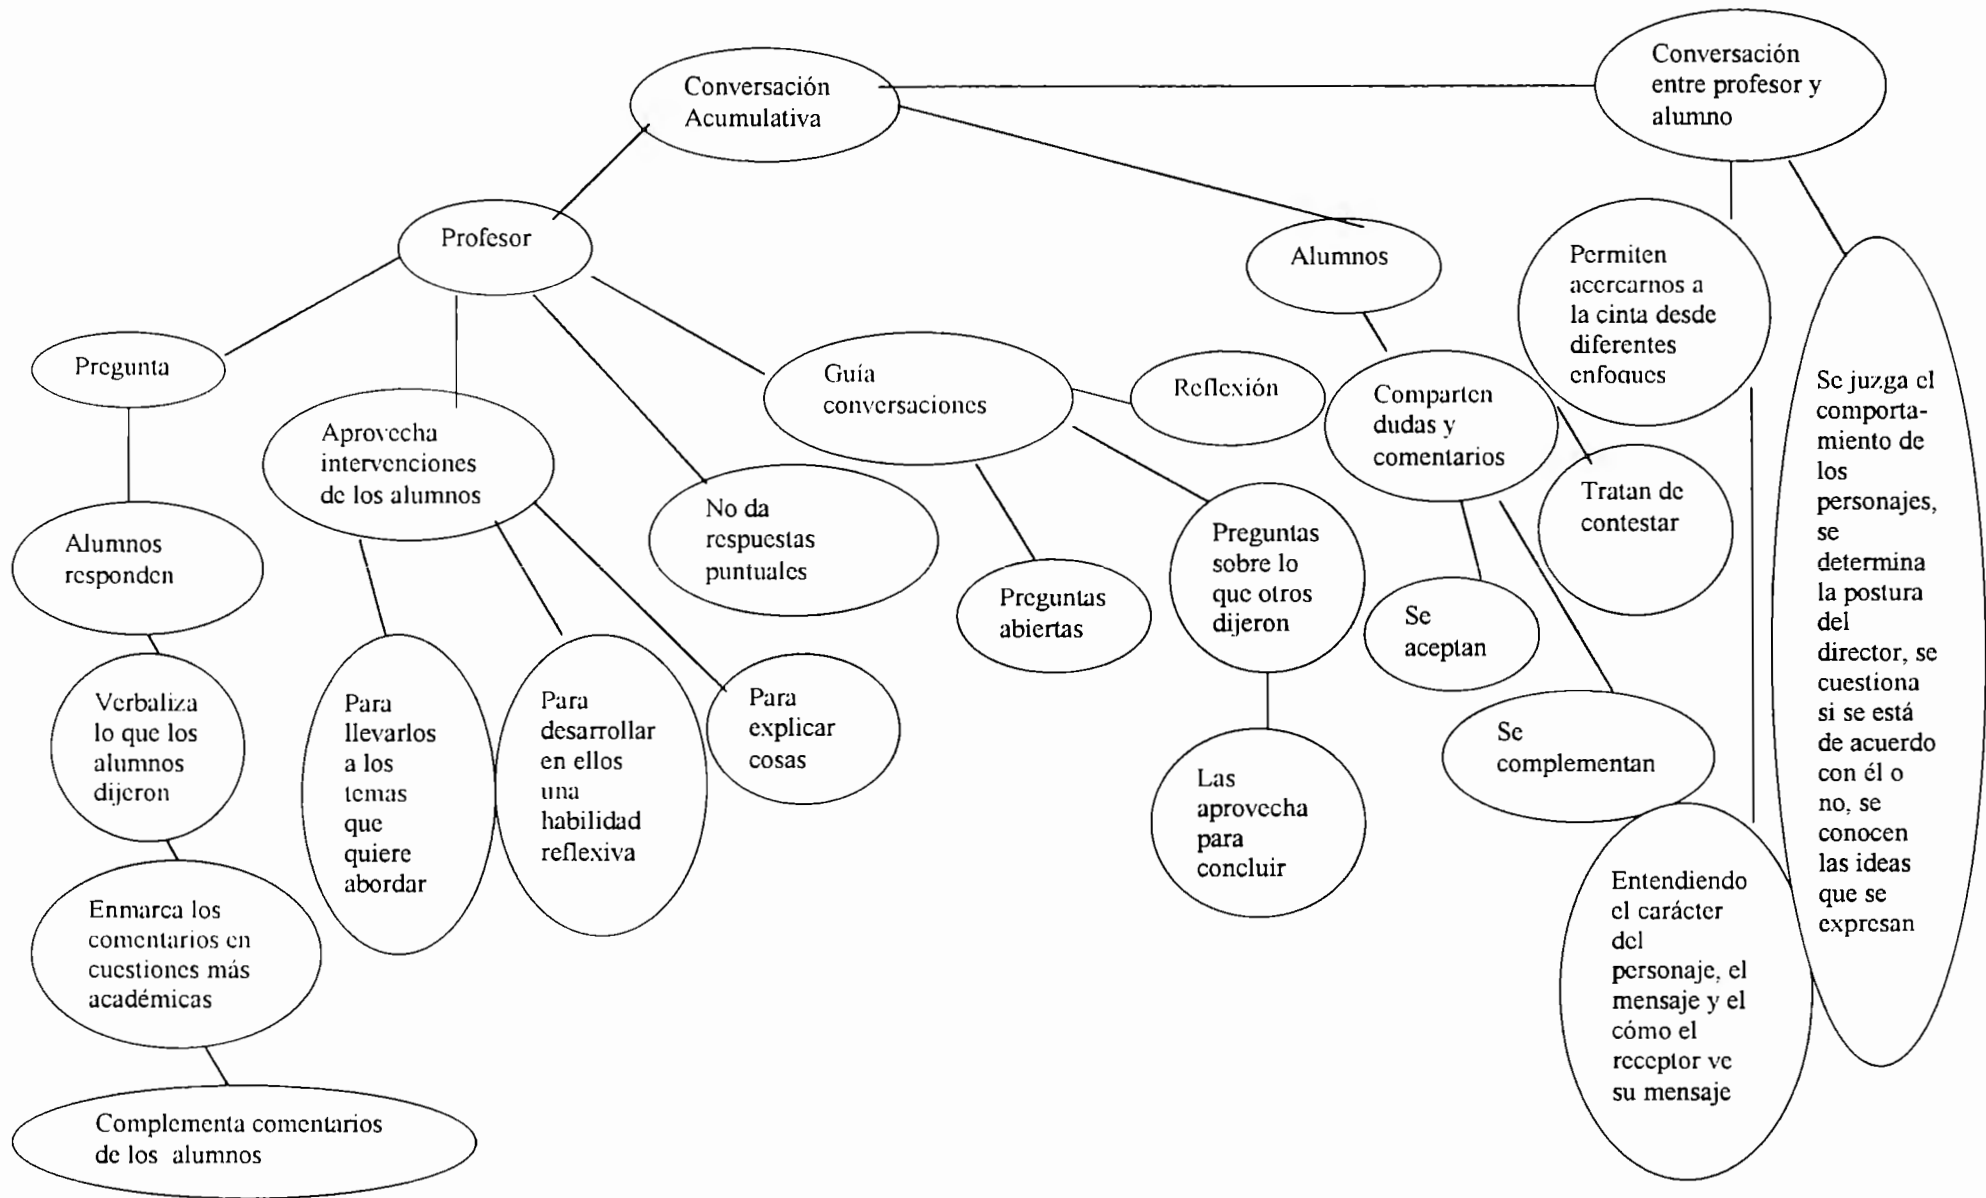 Conversación
Acumulativa
Conversación
entre profesor y
alumno
Profesor
Alumnos
Permiten
acercarnos a
la cinta desde
diferentes
enfoques
Pregunta
Guía
conversaciones
Reflexión
Comparten
dudas y
comentarios
Se juzga el
comporta-
miento de
los
personajes,
se
determina
la postura
del
director, se
cuestiona
si se está
de acuerdo
con él o
no, se
conocen
las ideas
que se
expresan
Aprovecha
intervenciones
de los alumnos
No da
respuestas
puntuales
Tratan de
contestar
Alumnos
responden
Preguntas
sobre lo
que otros
dijeron
Preguntas
abiertas
Se
aceptan
Verbaliza
lo que los
alumnos
dijeron
Para
llevarlos
a los
temas
que
quiere
abordar
Para
desarrollar
en ellos
una
habilidad
reflexiva
Para
explicar
cosas
Se
complementan
Las
aprovecha
para
concluir
Entendiendo
el carácter
del
personaje, el
mensaje y el
cómo el
receptor ve
su mensaje
Enmarca los
comentarios en
cuestiones más
académicas
Complementa comentarios
de los alumnos